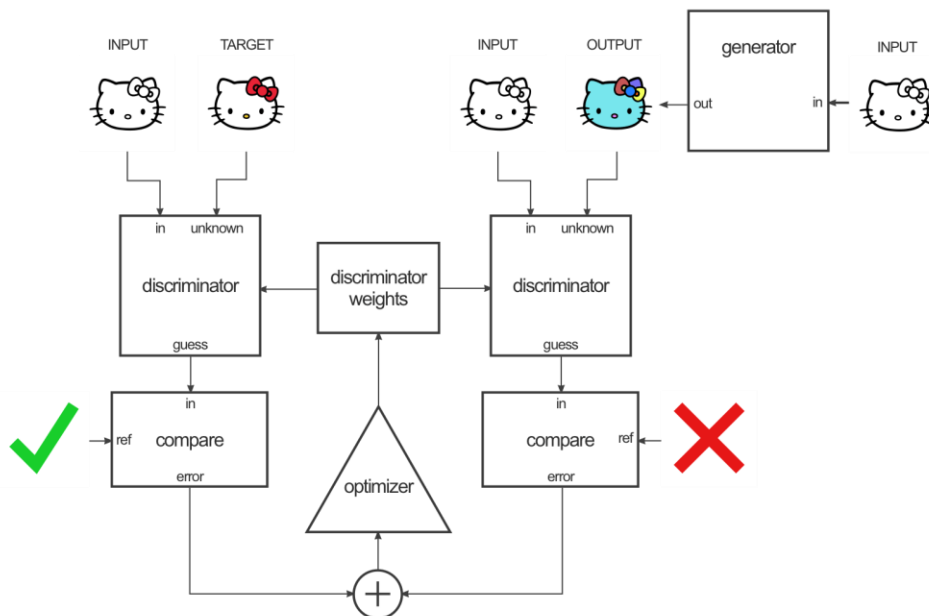 INPUT
TARGET
INPUT
OUTPUT
generator
INPUT
out
in
in
unknown
in
unknown
discriminator
discriminator
weights
discriminator
guess
guess
in
in
ref
compare
compare
ref
error
error
optimizer
+